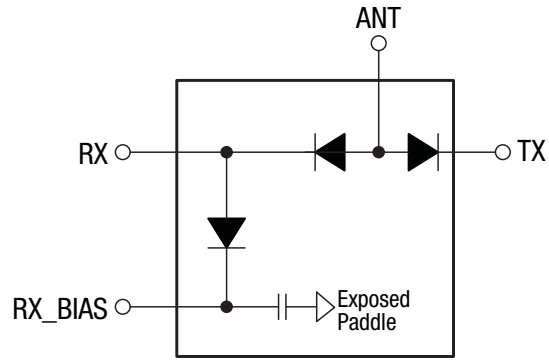 ANT
RX
TX
RX_BIAS
Exposed
Paddle